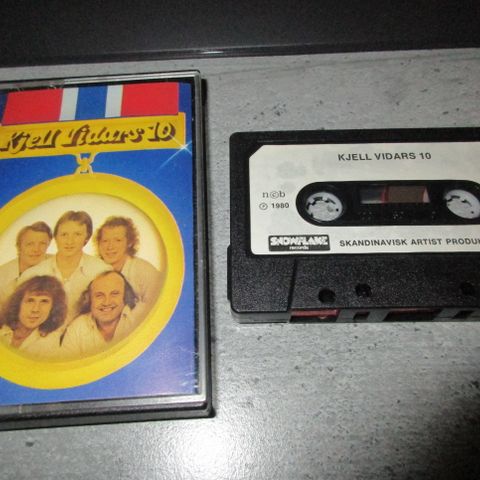 Kjell Vidars 10
KJELL VIDARS 10
n©b
℗ 1980
SNOWFLAKE
records
SKANDINAVISK ARTIST PRODU